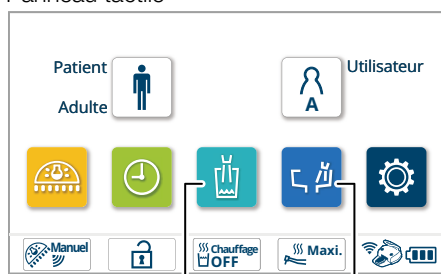 Panneau tactile
Patient
Adulte
Utilisateur
A
Manuel
Chauffage
OFF
Maxi.